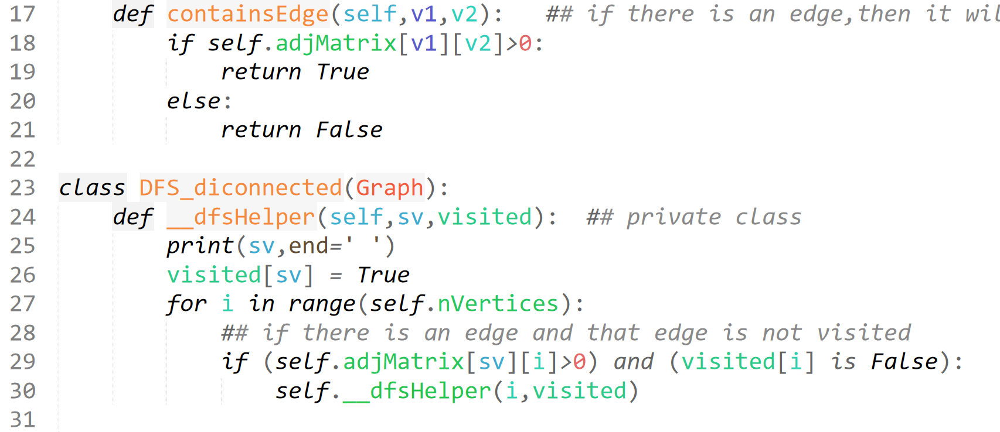 17 def containsEdge(self,v1,v2): ## if there is an edge,then it
18 if self.adjMatrix[v1][v2]>0:
19 return True
20 else:
21 return False
22
23 class DFS_diconnected(Graph):
24 def __dfsHelper(self,sv,visited): ## private class
25 print(sv,end=' ')
26 visited[sv] = True
27 for i in range(self.nVertices):
28 ## if there is an edge and that edge is not visited
29 if (self.adjMatrix[sv][i]>0) and (visited[i] is False):
30 self.__dfsHelper(i,visited)
31